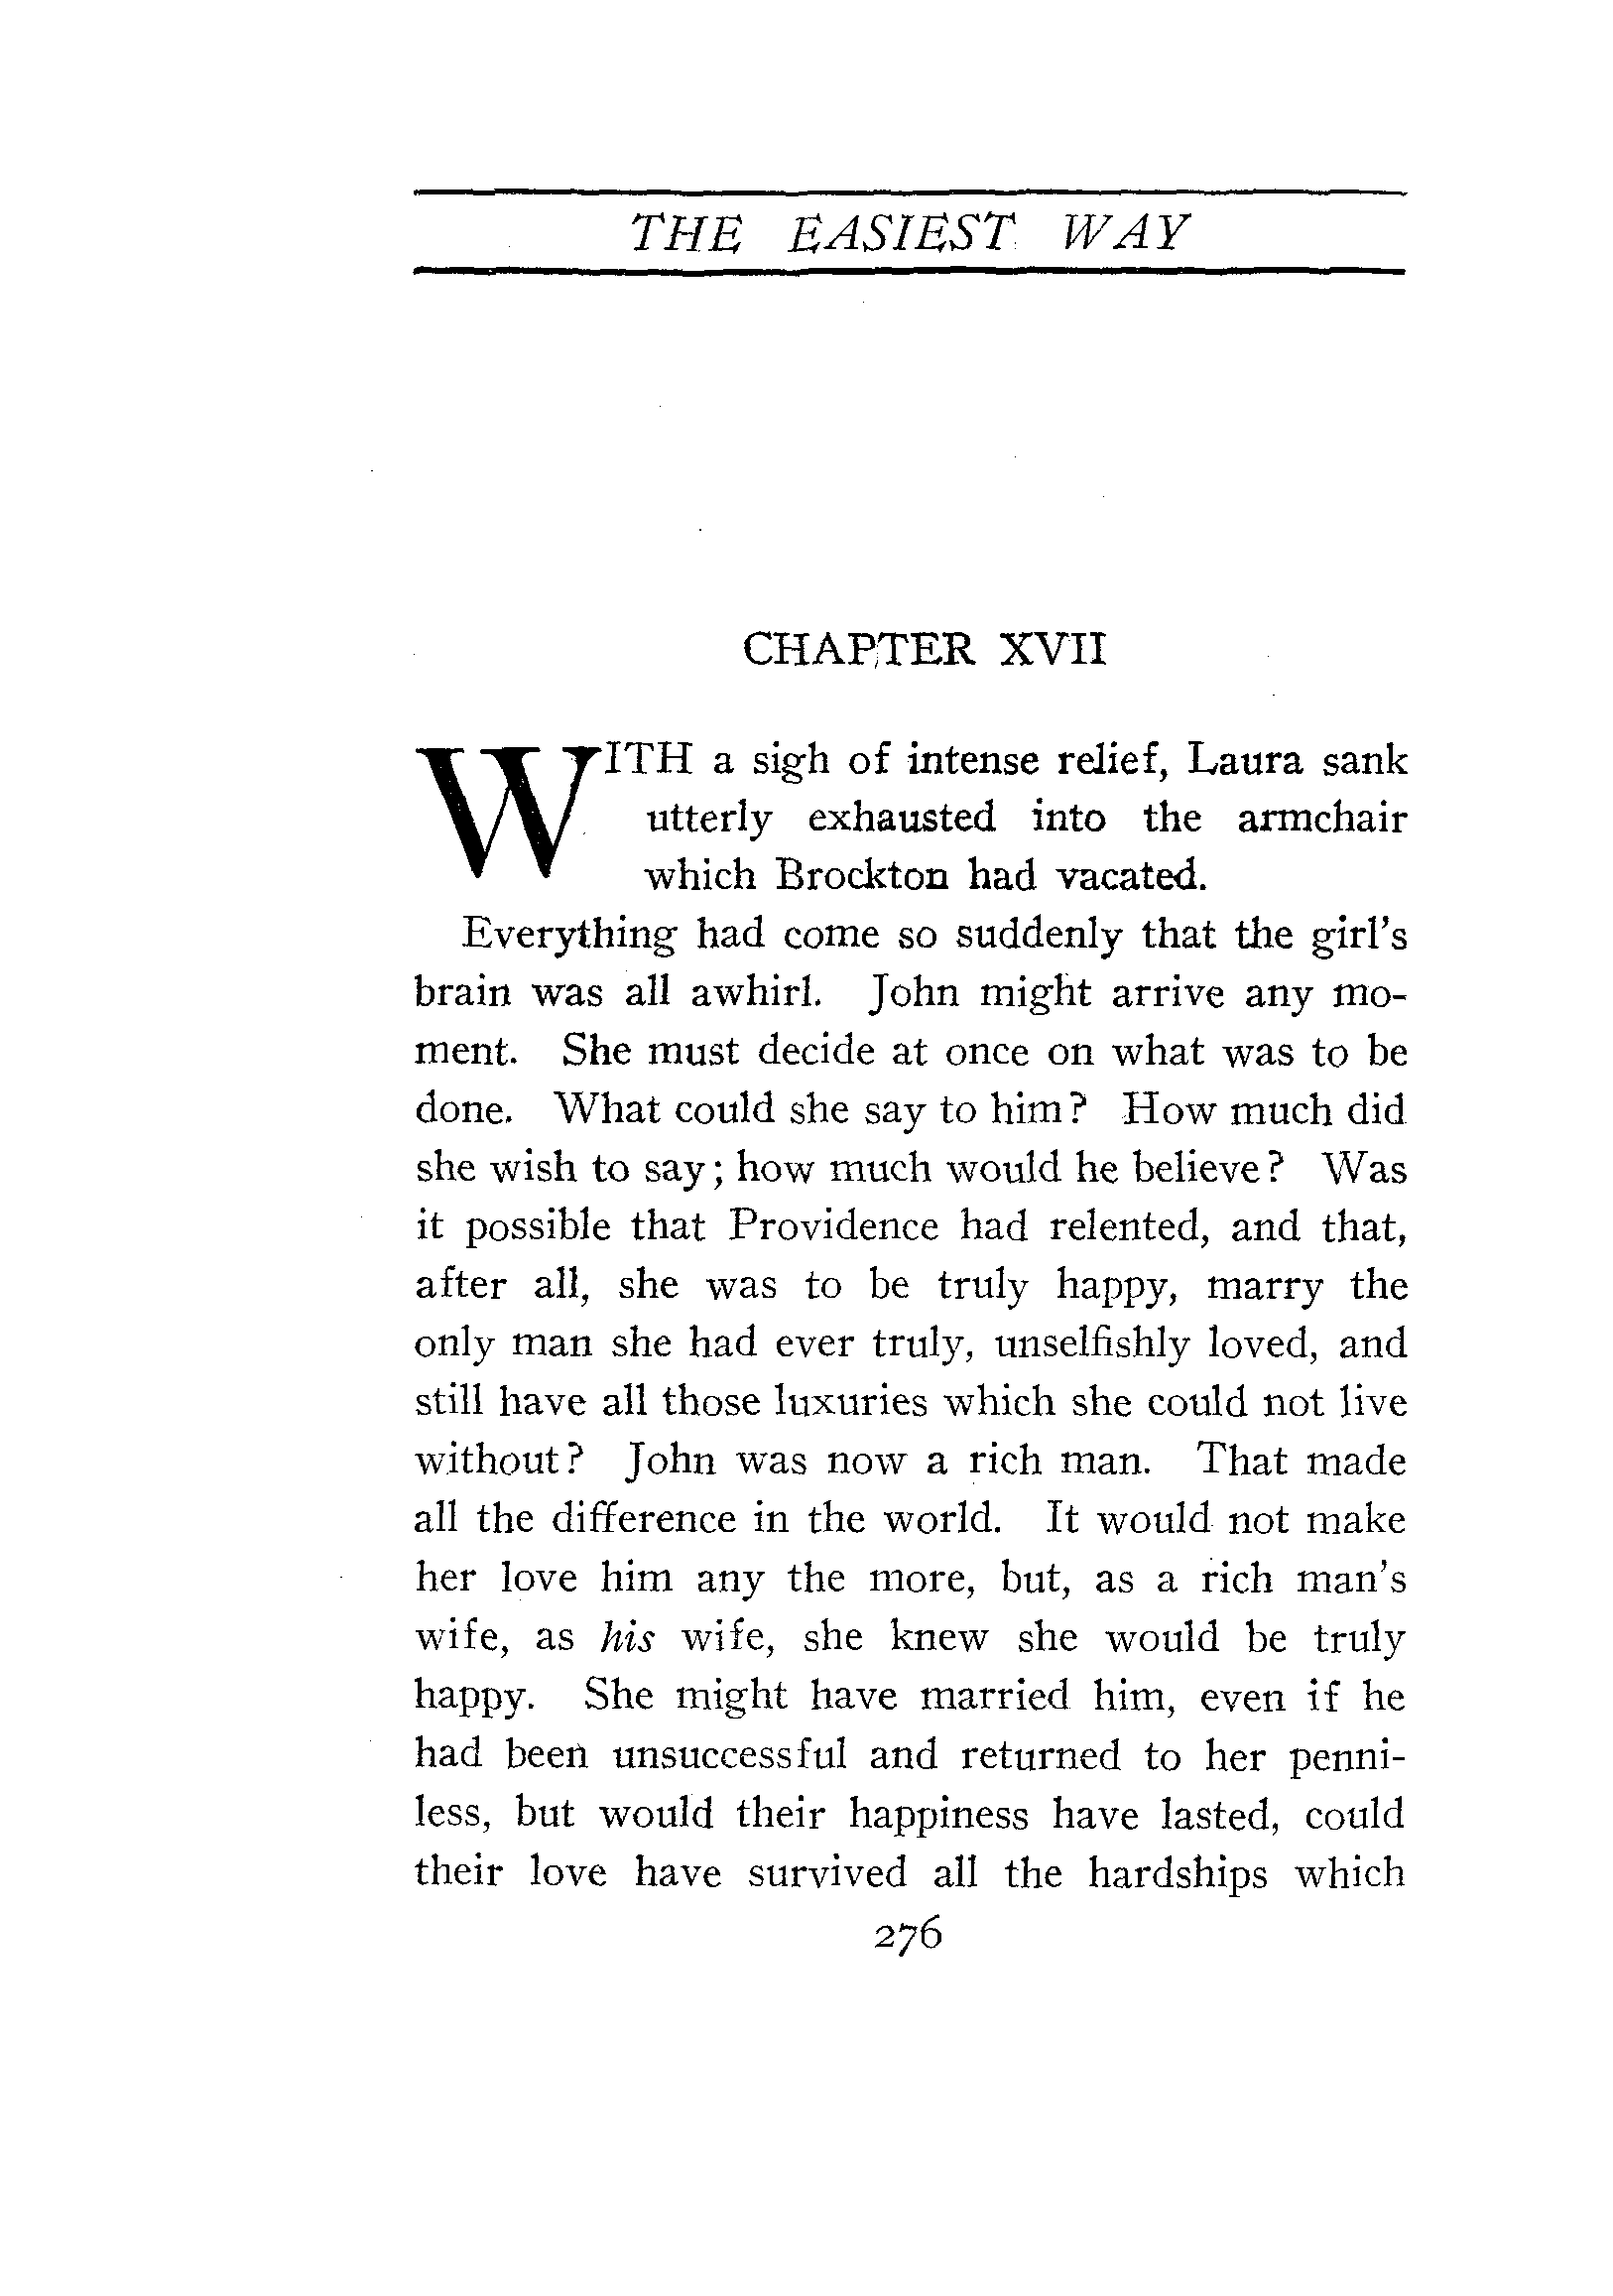 THE EASIEST WAY
CHAPTER XVII
WITH a sigh of intense relief, Laura sank
utterly exhausted into the armchair
which Brockton had vacated.
Everything had come so suddenly that the girl's
brain was all awhirl. John might arrive any mo-
ment. She must decide at once on what was to be
done. What could she say to him? How much did
she wish to say; how much would he believe? Was
it possible that Providence had relented, and that,
after all, she was to be truly happy, marry the
only man she had ever truly, unselfishly loved, and
still have all those luxuries which she could not live
without? John was now a rich man. That made
all the difference in the world. It would not make
her love him any the more, but, as a rich man's
wife, as his wife, she knew she would be truly
happy. She might have married him, even if he
had been unsuccessful and returned to her penni-
less, but would their happiness have lasted, could
their love have survived all the hardships which
276